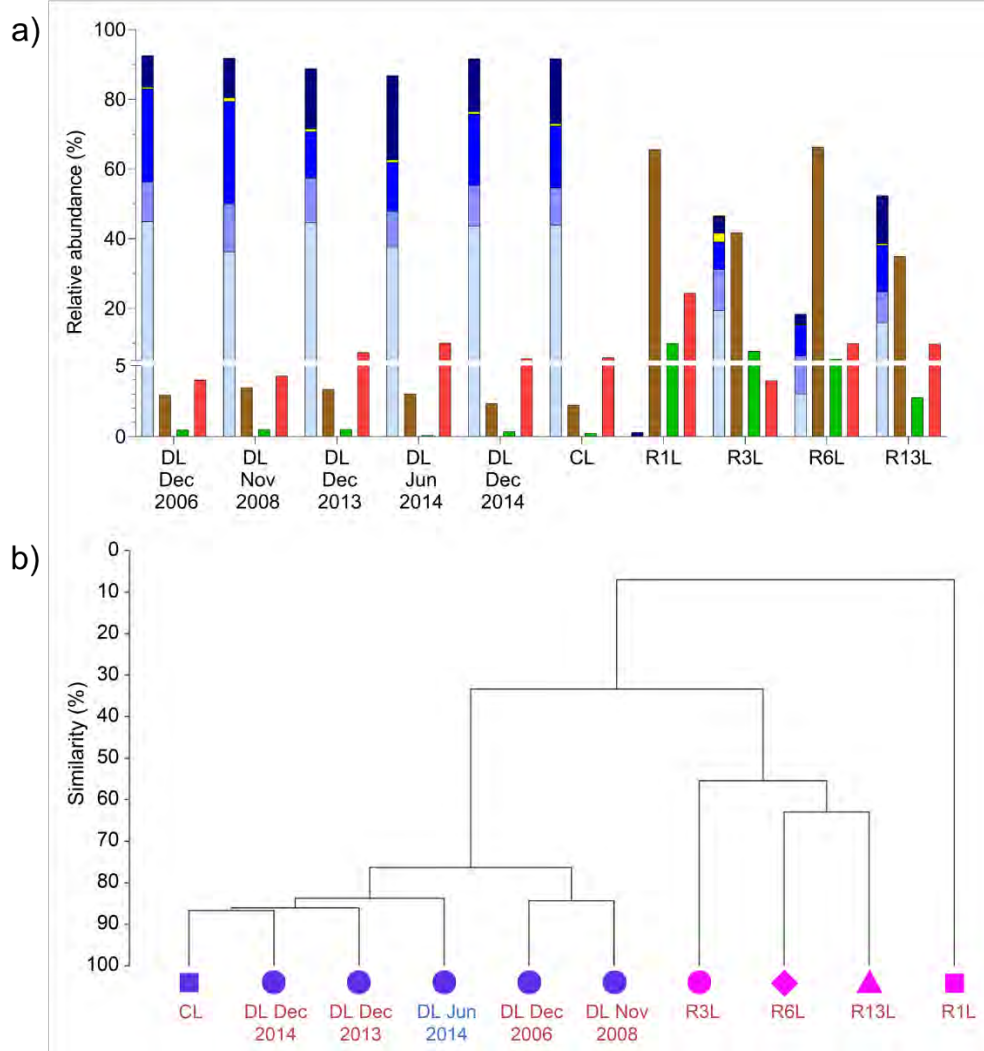 a)
Relative abundance (%)
100
80
60
40
20
5
0
DL Dec 2006
DL Nov 2008
DL Dec 2013
DL Jun 2014
DL Dec 2014
CL
R1L
R3L
R6L
R13L
b)
Similarity (%)
0
10
20
30
40
50
60
70
80
90
100
CL
DL Dec 2014
DL Dec 2013
DL Jun 2014
DL Dec 2006
DL Nov 2008
R3L
R6L
R13L
R1L